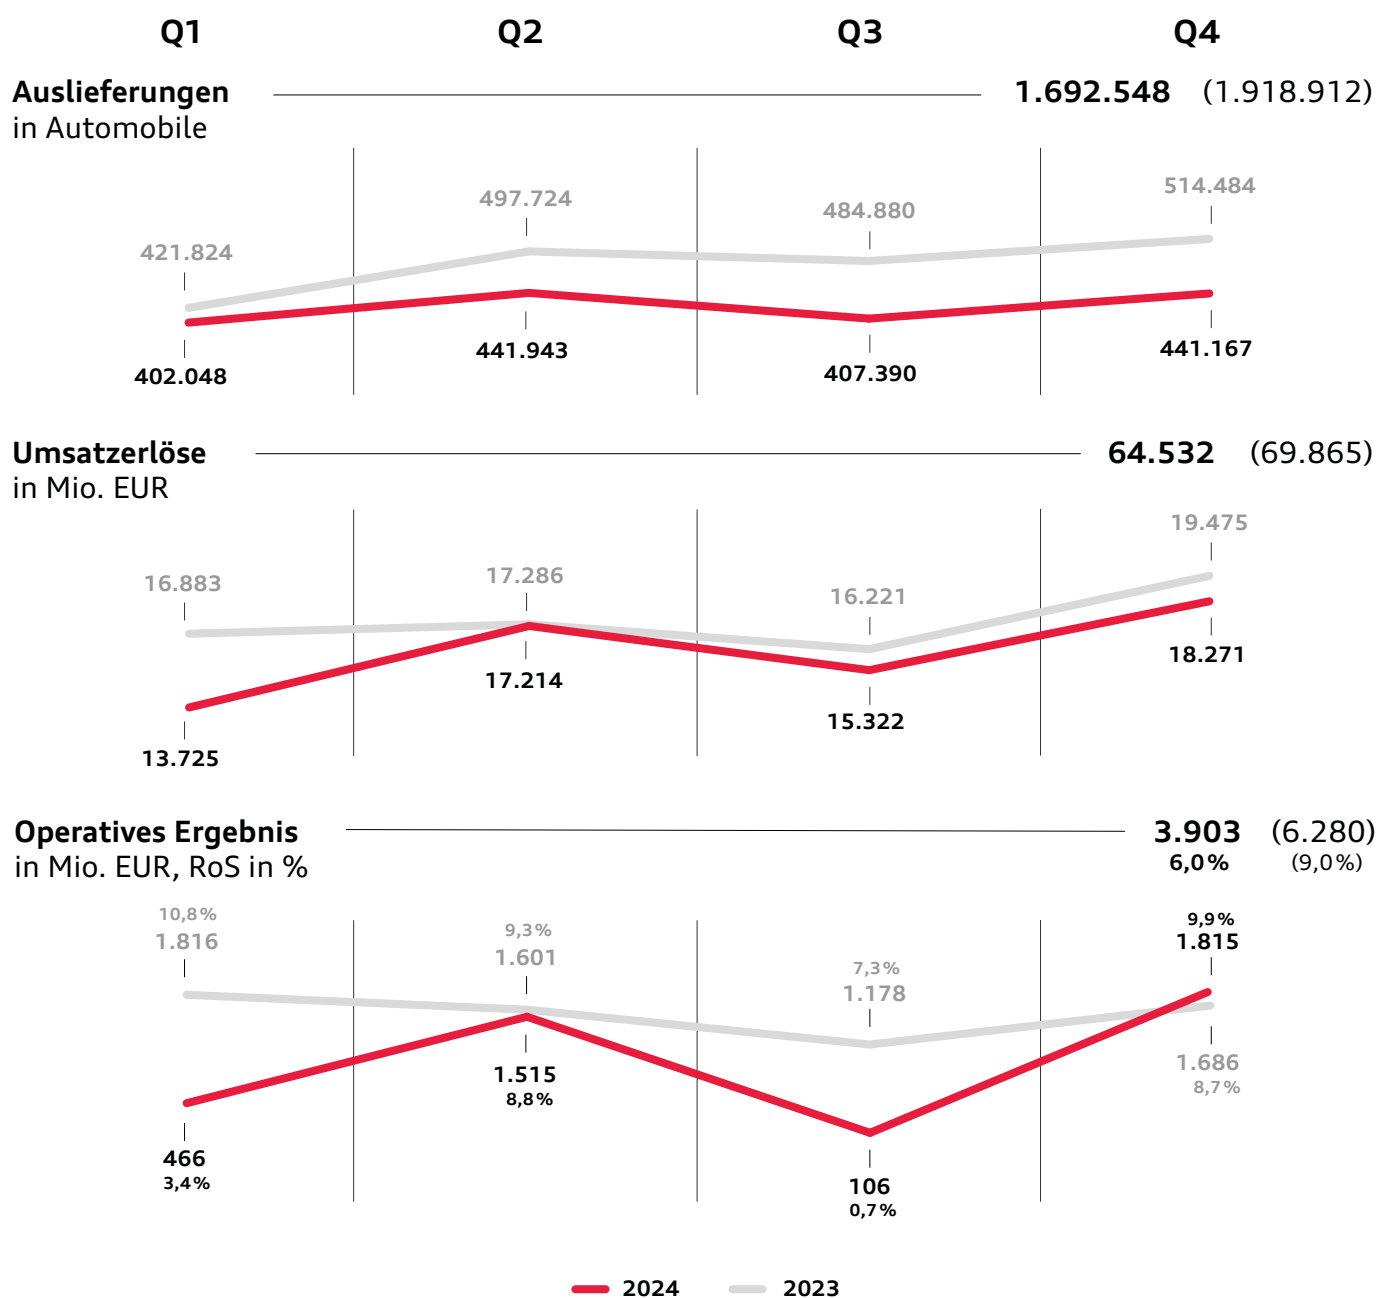 Q1 Q2 Q3 Q4
Auslieferungen 1.692.548 (1.918.912)
in Automobile
421.824 497.724 484.880 514.484
402.048 441.943 407.390 441.167
Umsatzerlöse 64.532 (69.865)
in Mio. EUR
16.883 17.286 16.221 19.475
13.725 17.214 15.322 18.271
Operatives Ergebnis 3.903 (6.280)
in Mio. EUR, RoS in % 6,0 % (9,0 %)
10,8 % 9,3 % 7,3 % 9,9 %
1.816 1.601 1.178 1.815
466 1.515 106 1.686
3,4 % 8,8 % 0,7 % 8,7 %
2024 2023